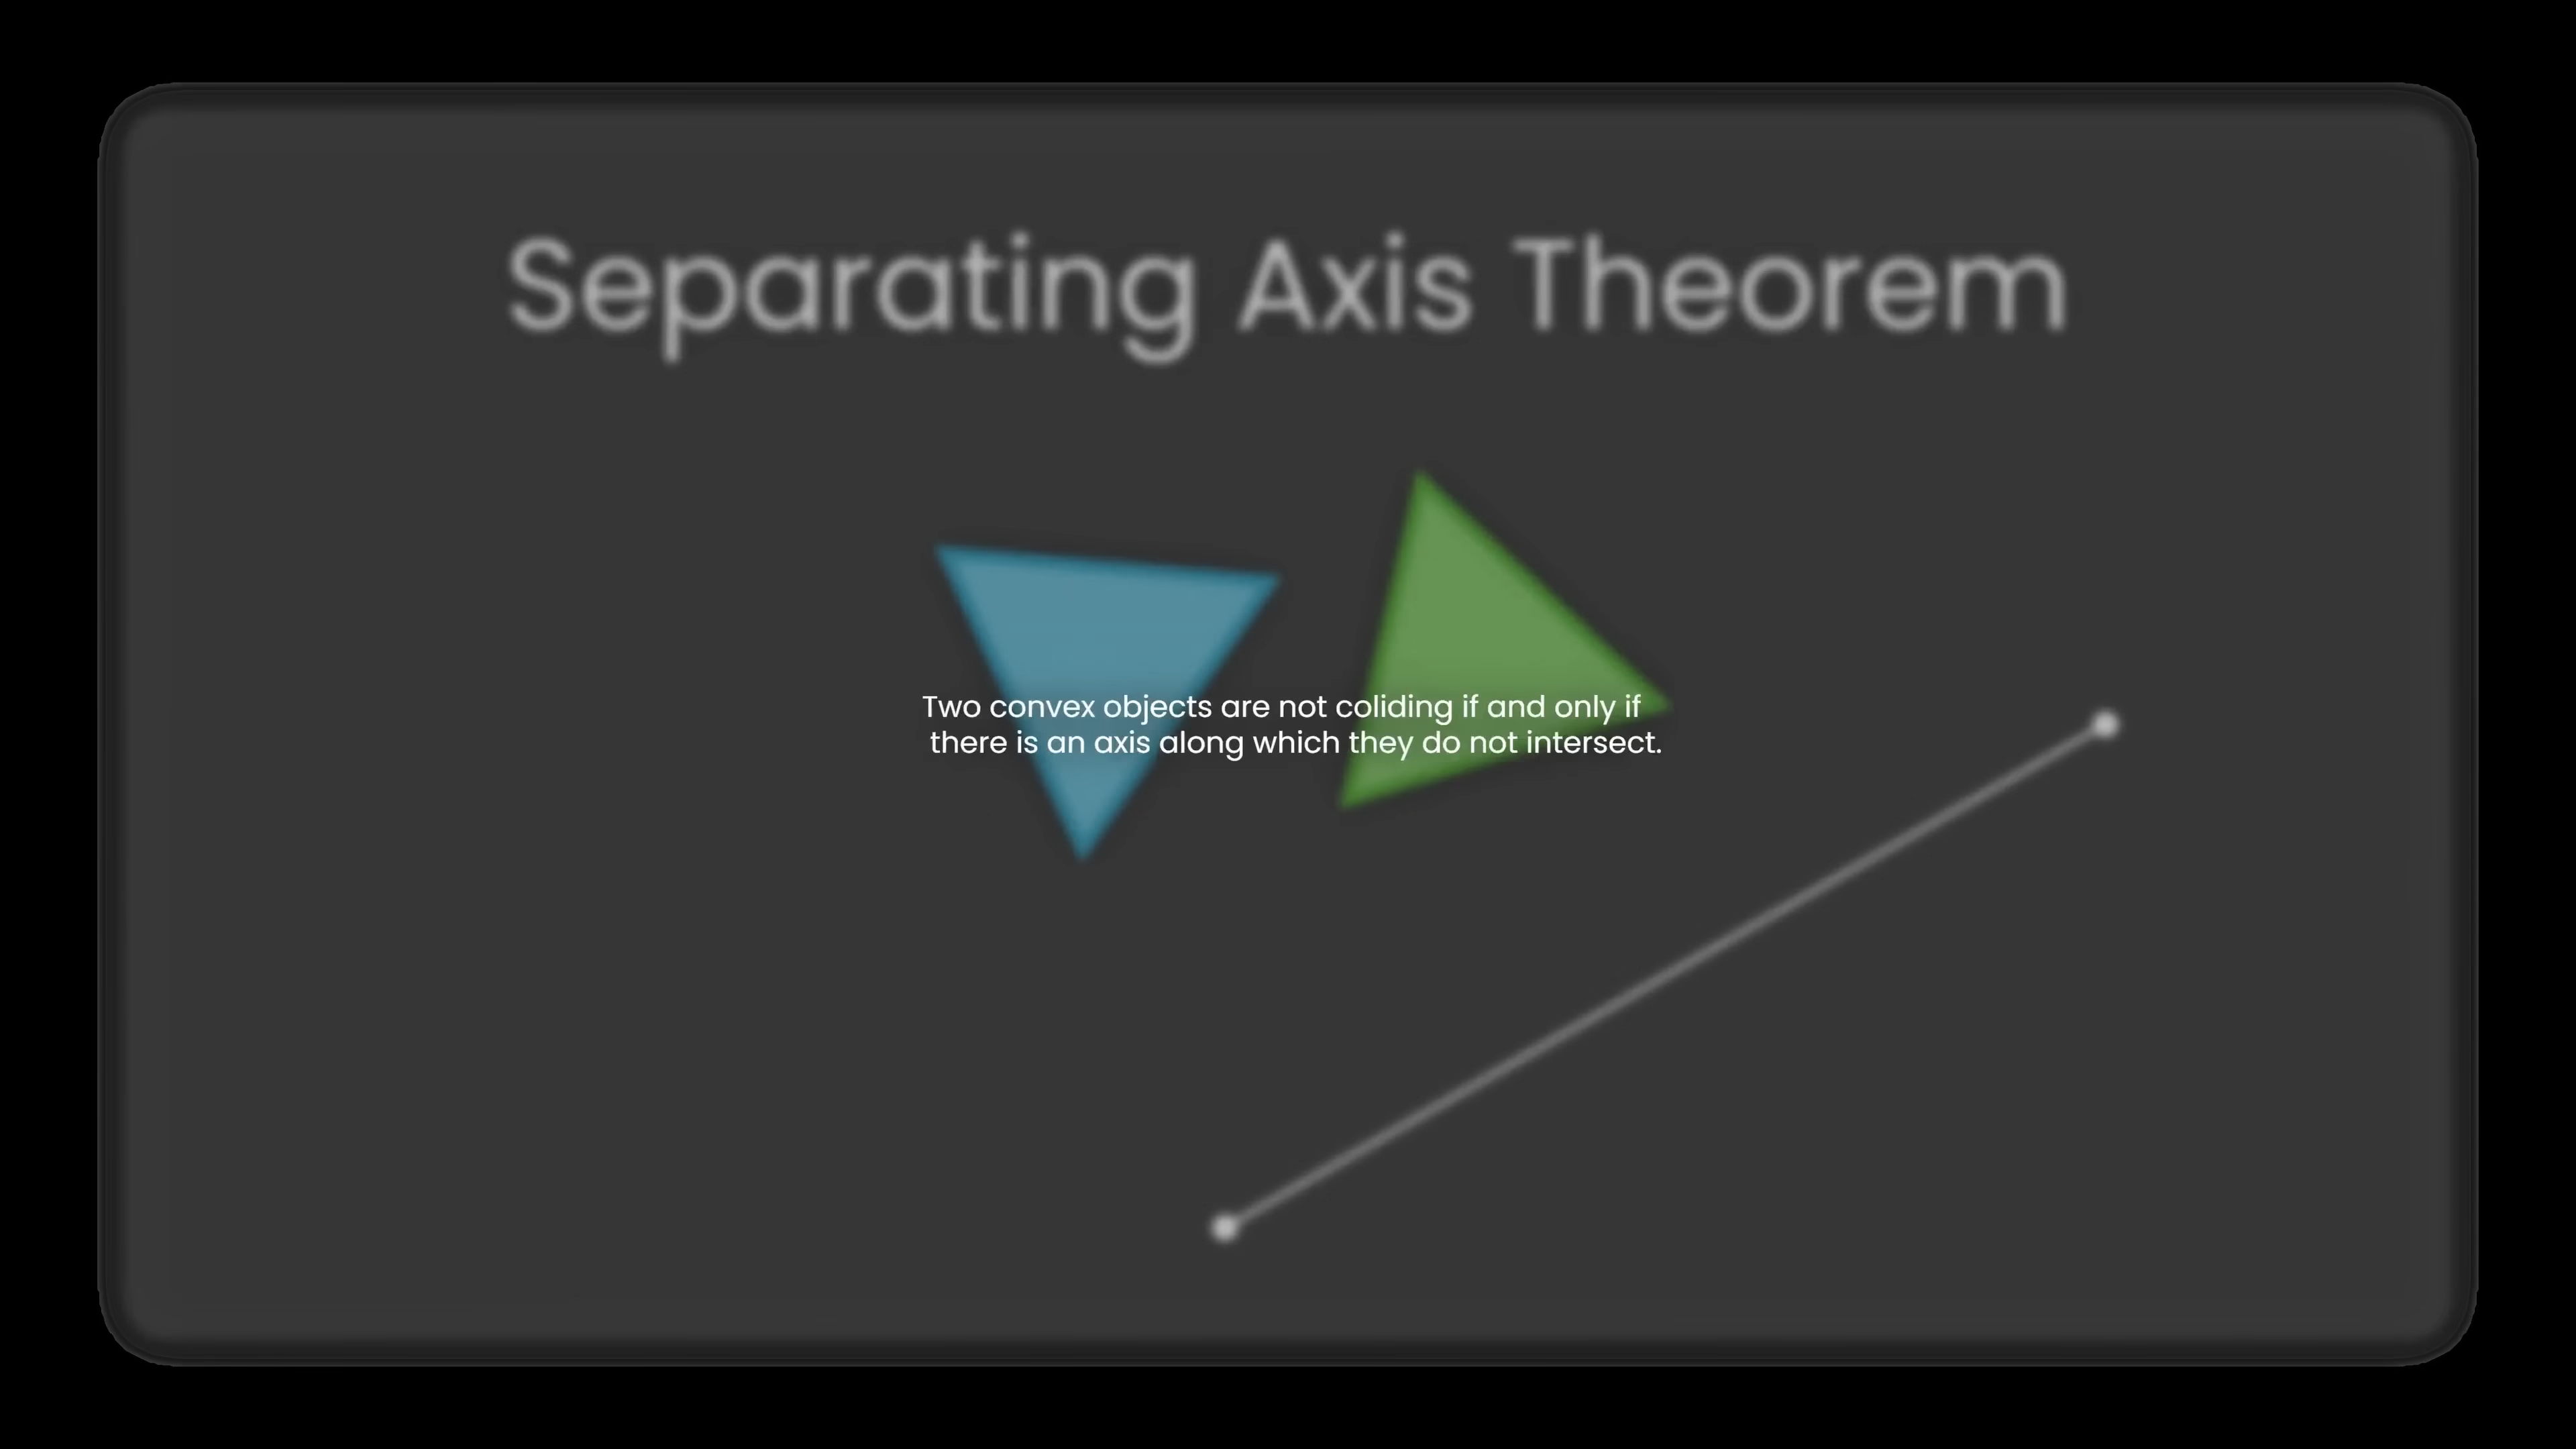 Separating Axis Theorem
Two convex objects are not coliding if and only if
there is an axis along which they do not intersect.